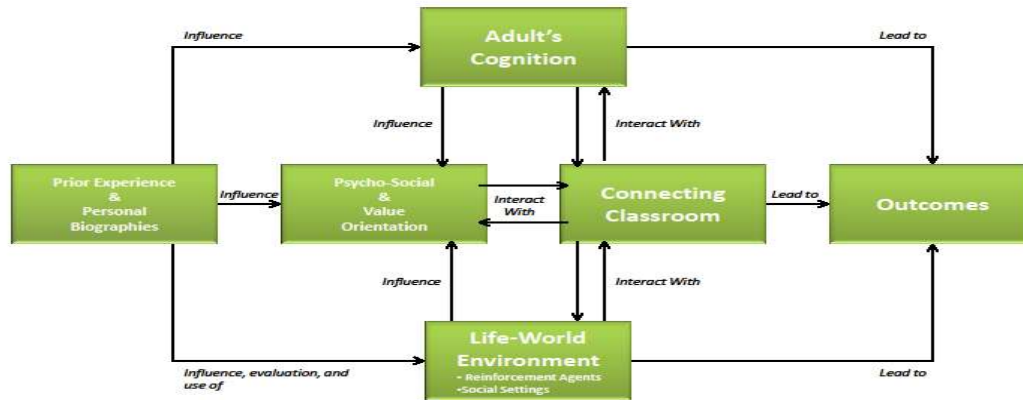 Influence
Adult's
Cognition
Lead to
Influence
Interact With
Prior Experience
&
Personal
Biographies
Influence
Psycho-Social
&
Value
Orientation
Interact
With
Connecting
Classroom
Lead to
Outcomes
Influence
Interact With
Life-World
Environment
- Reinforcement Agents
•Social Settings
Influence, evaluation, and
use of
Lead to